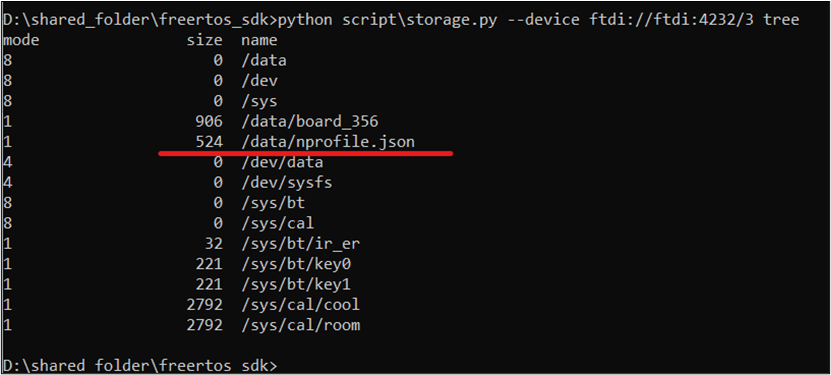 D:\shared_folder\freertos_sdk>python script\storage.py --device ftdi://ftdi:4232/3 tree
mode                 size  name
8                       0  /data
8                       0  /dev
8                       0  /sys
1                     906  /data/board_356
1                     524  /data/nprofile.json
4                       0  /dev/data
4                       0  /dev/sysfs
8                       0  /sys/bt
8                       0  /sys/cal
1                      32  /sys/bt/ir_er
1                     221  /sys/bt/key0
1                     221  /sys/bt/key1
1                    2792  /sys/cal/cool
1                    2792  /sys/cal/room
D:\shared_folder\freertos_sdk>